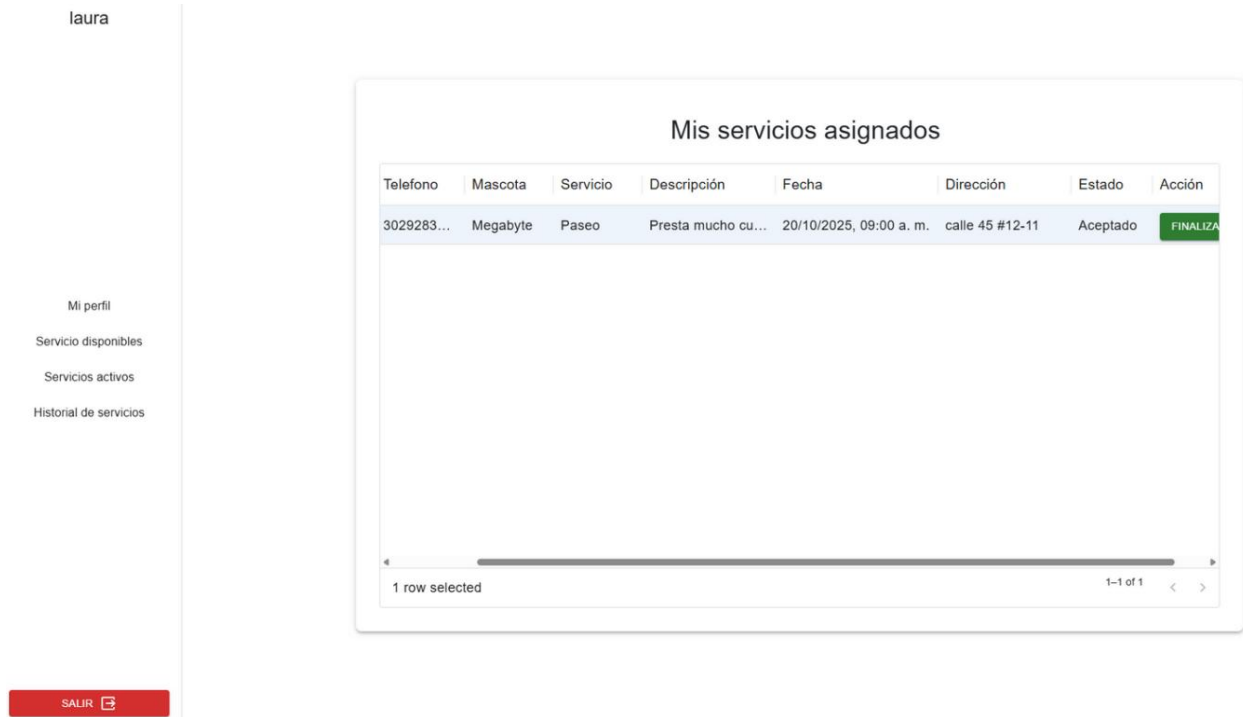 laura
Mi perfil
Servicio disponibles
Servicios activos
Historial de servicios
SALIR
Mis servicios asignados
Telefono Mascota Servicio Descripción Fecha Dirección Estado Acción
3029283... Megabyte Paseo Presta mucho cu... 20/10/2025, 09:00 a. m. calle 45 #12-11 Aceptado FINALIZA
1 row selected
1–1 of 1